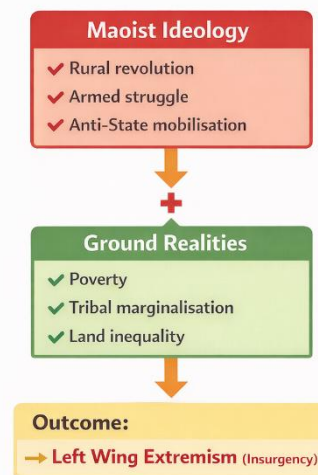 Maoist Ideology
✓ Rural revolution
✓ Armed struggle
✓ Anti-State mobilisation
+
Ground Realities
✓ Poverty
✓ Tribal marginalisation
✓ Land inequality
Outcome:
→ Left Wing Extremism (Insurgency)